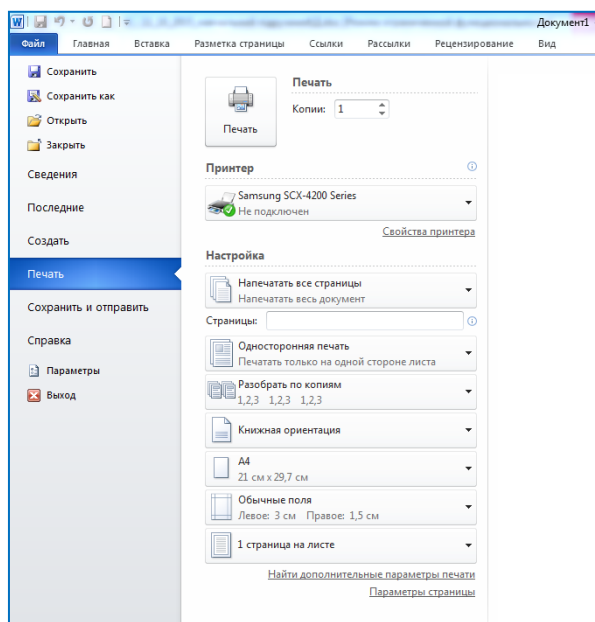 Документ1
Файл Главная Вставка Разметка страницы Ссылки Рассылки Рецензирование Вид
Сохранить
Сохранить как
Открыть
Закрыть
Сведения
Последние
Создать
Печать
Сохранить и отправить
Справка
Параметры
Выход
Печать
Печать
Копии: 1
Принтер
Samsung SCX-4200 Series
Не подключен
Свойства принтера
Настройка
Напечатать все страницы
Напечатать весь документ
Страницы:
Односторонняя печать
Печатать только на одной стороне листа
Разобрать по копиям
1,2,3 1,2,3 1,2,3
Книжная ориентация
A4
21 см x 29,7 см
Обычные поля
Левое: 3 см Правое: 1,5 см
1 страница на листе
Найти дополнительные параметры печати
Параметры страницы